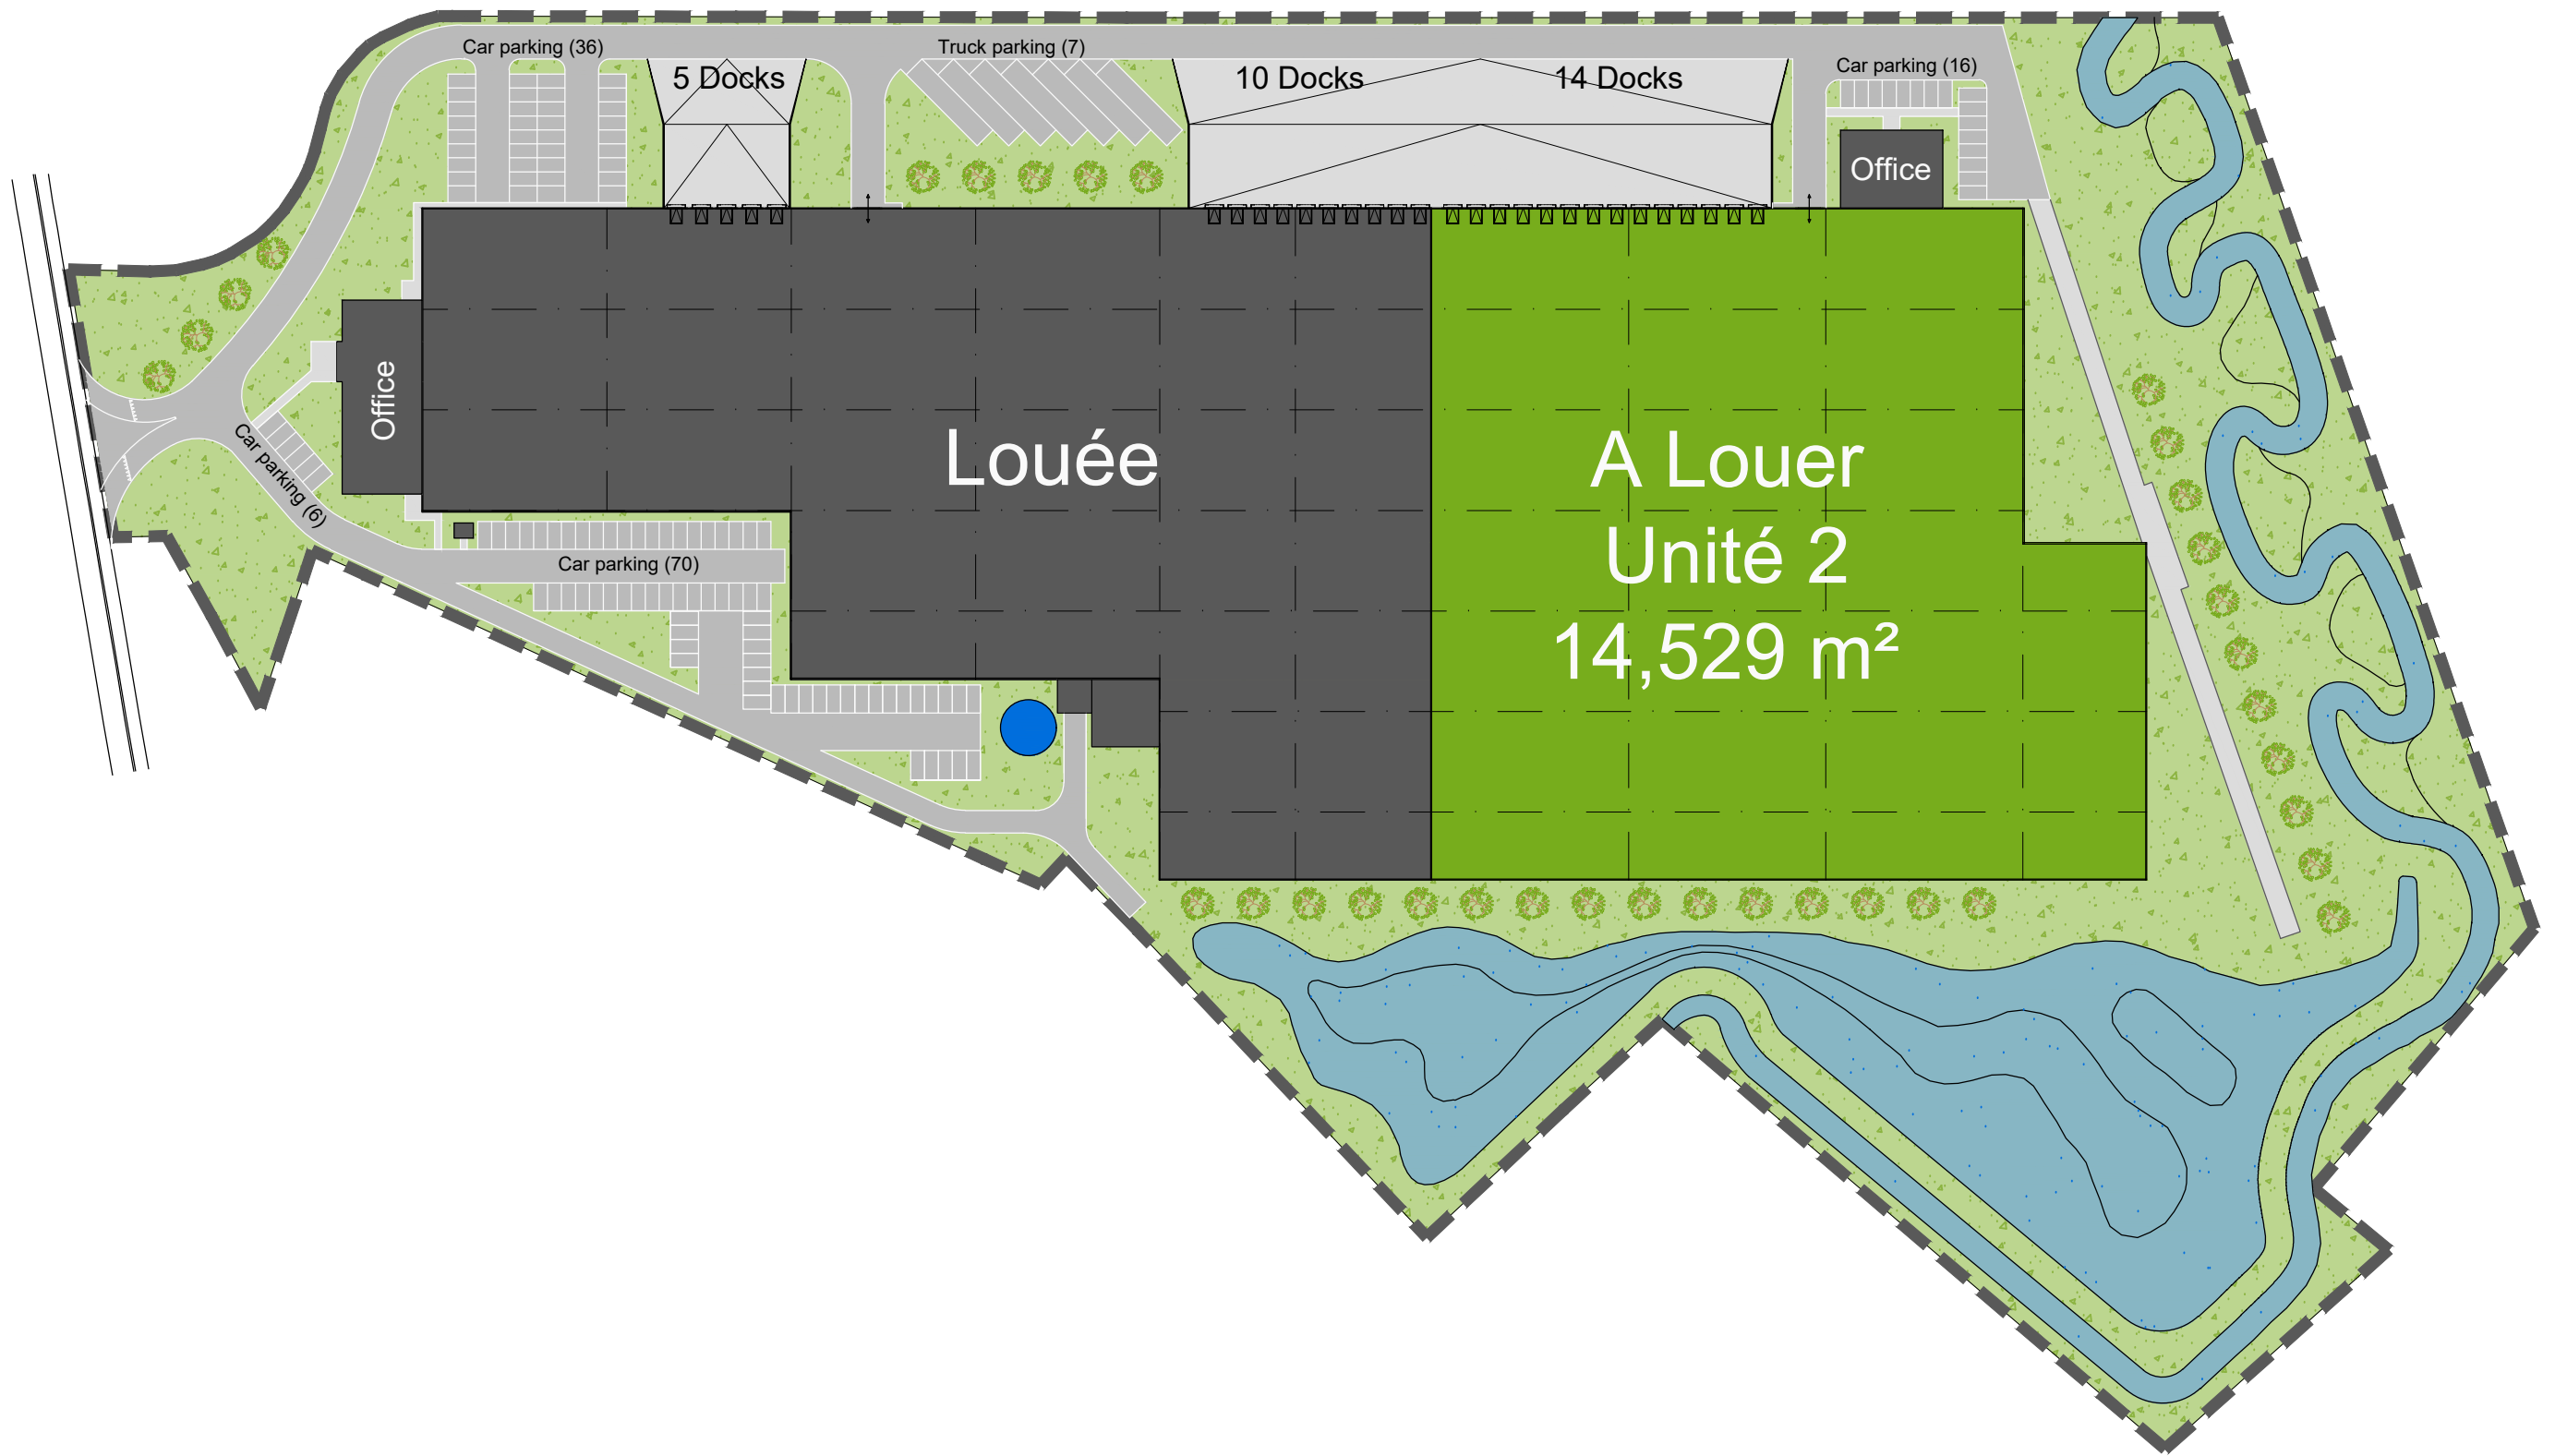 Car parking (36)
Truck parking (7)
5 Docks
10 Docks
14 Docks
Car parking (16)
Office
Office
Louée
A Louer
Unité 2
14,529 m²
Car parking (6)
Car parking (70)